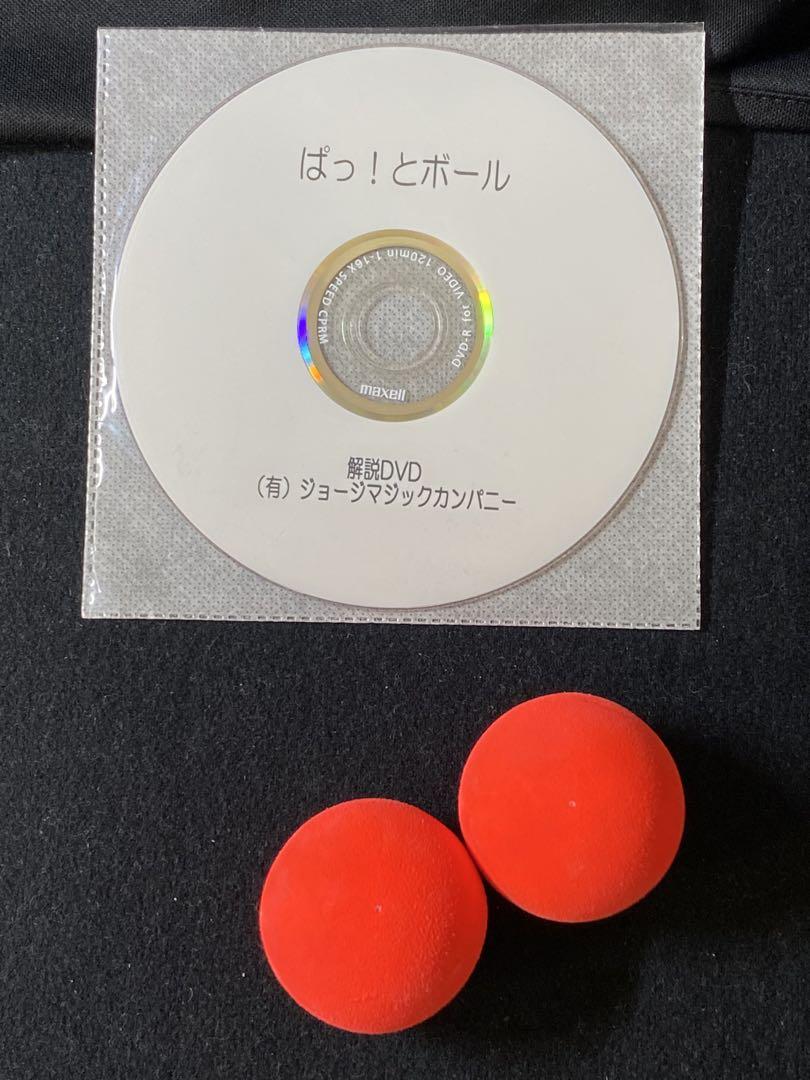 ぱっ!とボール
DVD-R for VIDEO 120min 1-16X SPEED CPRM
maxell
解説DVD
(有)ジョージマジックカンパニー